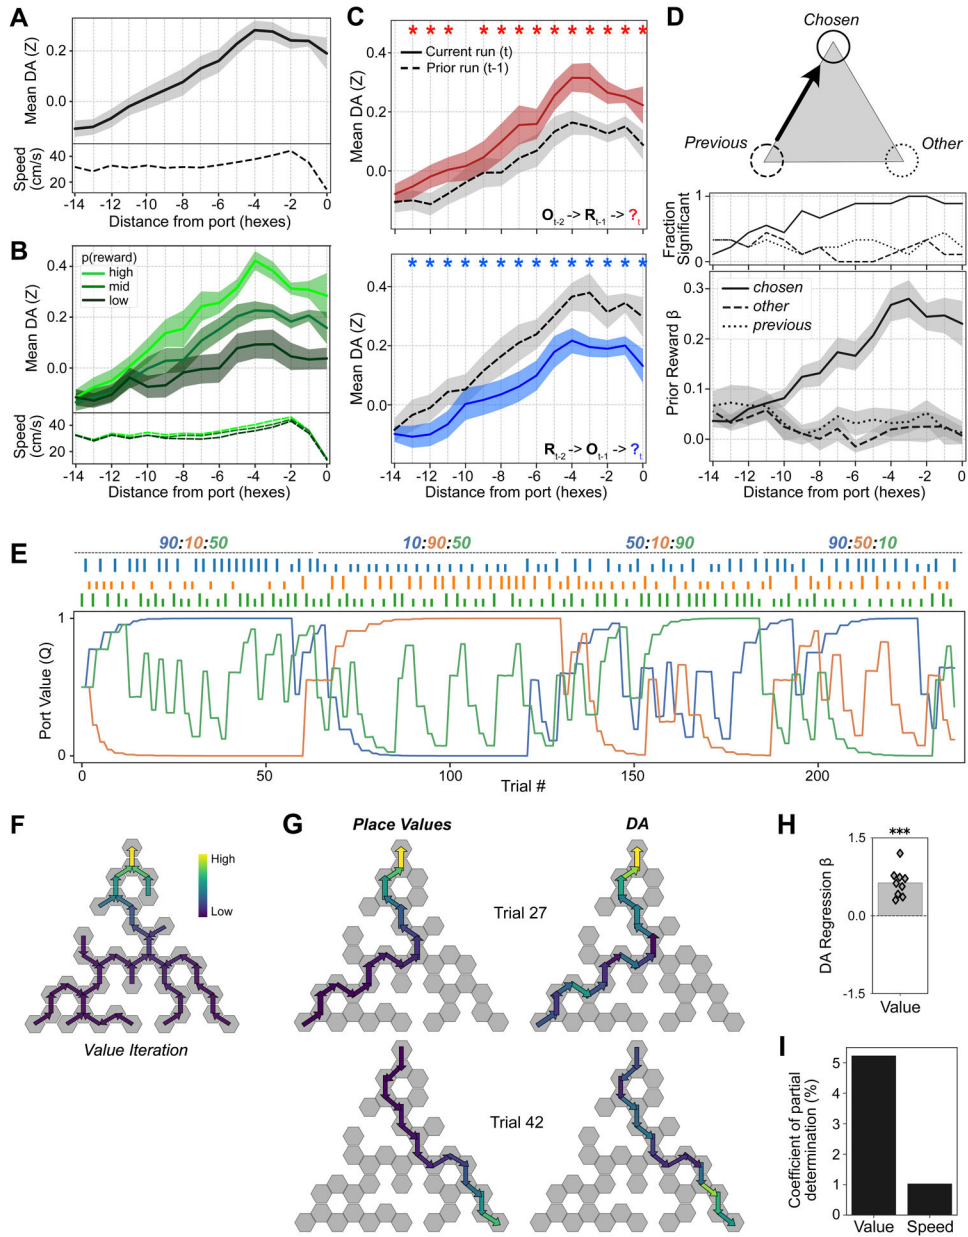 A
Mean DA (Z)
0.2
0.0
Speed (cm/s)
40
20
-14 -12 -10 -8 -6 -4 -2 0
Distance from port (hexes)
B
p(reward)
high
mid
low
Mean DA (Z)
0.4
0.2
0.0
Speed (cm/s)
40
20
-14 -12 -10 -8 -6 -4 -2 0
Distance from port (hexes)
C
* * * * * * * * * * * * *
Current run (t)
Prior run (t-1)
Mean DA (Z)
0.4
0.2
0.0
Ot-2 -> Rt-1 -> ?t
* * * * * * * * * * * * * *
Mean DA (Z)
0.4
0.2
0.0
Rt-2 -> Ot-1 -> ?t
-14 -12 -10 -8 -6 -4 -2 0
Distance from port (hexes)
D
Chosen
Previous
Other
Fraction Significant
1
0
chosen
other
previous
Prior Reward β
0.3
0.2
0.1
0.0
-14 -12 -10 -8 -6 -4 -2 0
Distance from port (hexes)
E
90:10:50 10:90:50 50:10:90 90:50:10
Port Value (Q)
1
0
0 50 100 150 200
Trial #
F
High
Low
Value Iteration
G
Place Values DA
Trial 27
Trial 42
H
***
DA Regression β
1.5
0.0
-1.5
Value
I
Coefficient of partial determination (%)
5
4
3
2
1
0
Value Speed